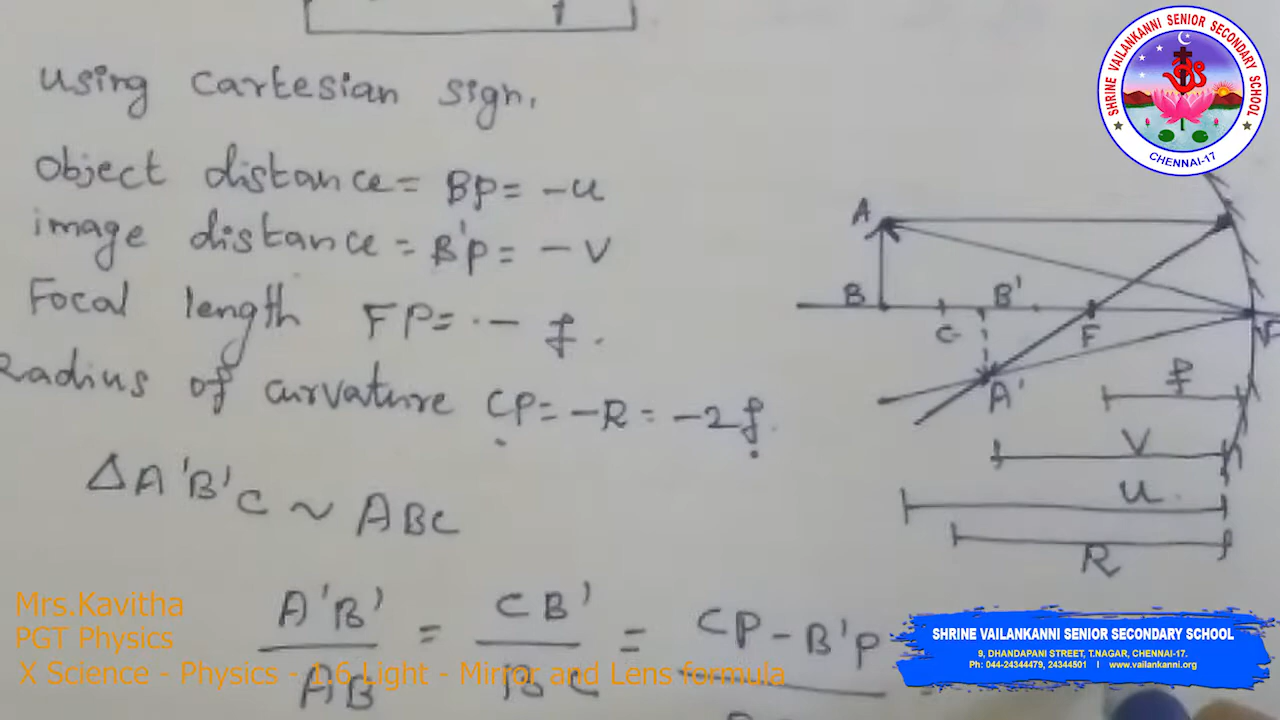 using cartesian sign,
object distance = BP = -u
image distance = B'P = - v
Focal length FP = - f.
Radius of curvature CP = -R = -2f.
ΔA'B'C ~ ABC
A'B' / AB = CB' / BC = CP - B'P
A
B
C
B'
F
P
A'
f
v
u
R
SHRINE VAILANKANNI SENIOR SECONDARY SCHOOL
CHENNAI-17
Mrs.Kavitha
PGT Physics
X Science - Physics - 1.6 Light - Mirror and Lens formula
SHRINE VAILANKANNI SENIOR SECONDARY SCHOOL
9, DHANDAPANI STREET, T.NAGAR, CHENNAI-17.
Ph: 044-24344479, 24344501 | www.vailankanni.org